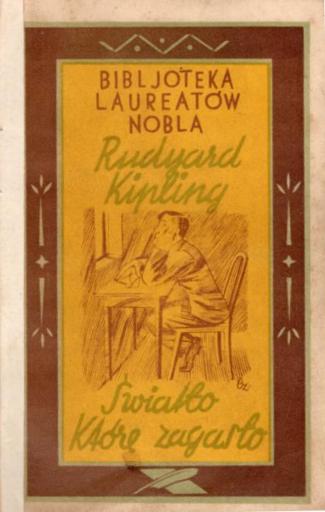 BIBLJOTEKA
LAUREATÓW
NOBLA
Rudyard
Kipling
Światło
Które zagasło